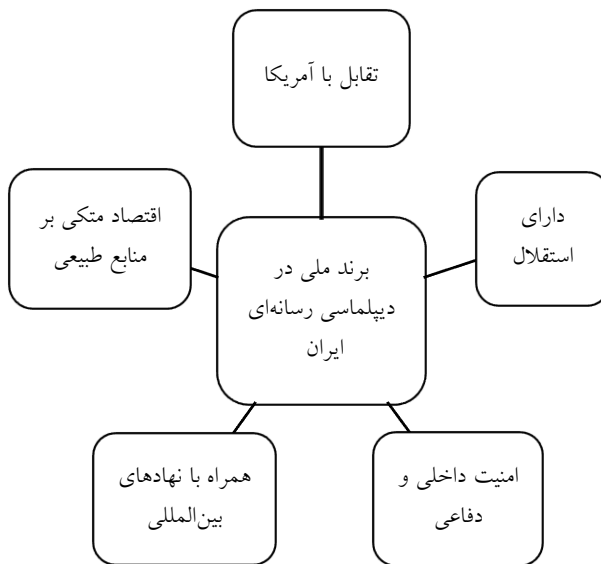 تقابل با آمریکا
دارای
استقلال
اقتصاد متکی بر
منابع طبیعی
برند ملی در
دیپلماسی رسانه‌ای
ایران
امنیت داخلی و
دفاعی
همراه با نهادهای
بین‌المللی